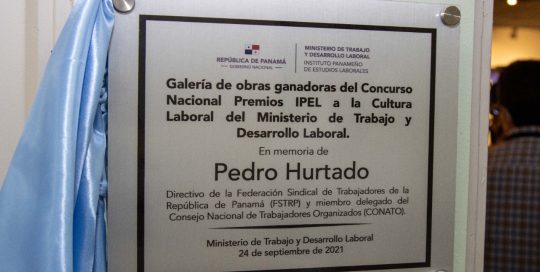 REPÚBLICA DE PANAMÁ
GOBIERNO NACIONAL
MINISTERIO DE TRABAJO
Y DESARROLLO LABORAL
INSTITUTO PANAMEÑO
DE ESTUDIOS LABORALES
Galería de obras ganadoras del Concurso
Nacional Premios IPEL a la Cultura
Laboral del Ministerio de Trabajo y
Desarrollo Laboral.
En memoria de
Pedro Hurtado
Directivo de la Federación Sindical de Trabajadores de la
República de Panamá (FSTRP) y miembro delegado del
Consejo Nacional de Trabajadores Organizados (CONATO).
Ministerio de Trabajo y Desarrollo Laboral
24 de septiembre de 2021